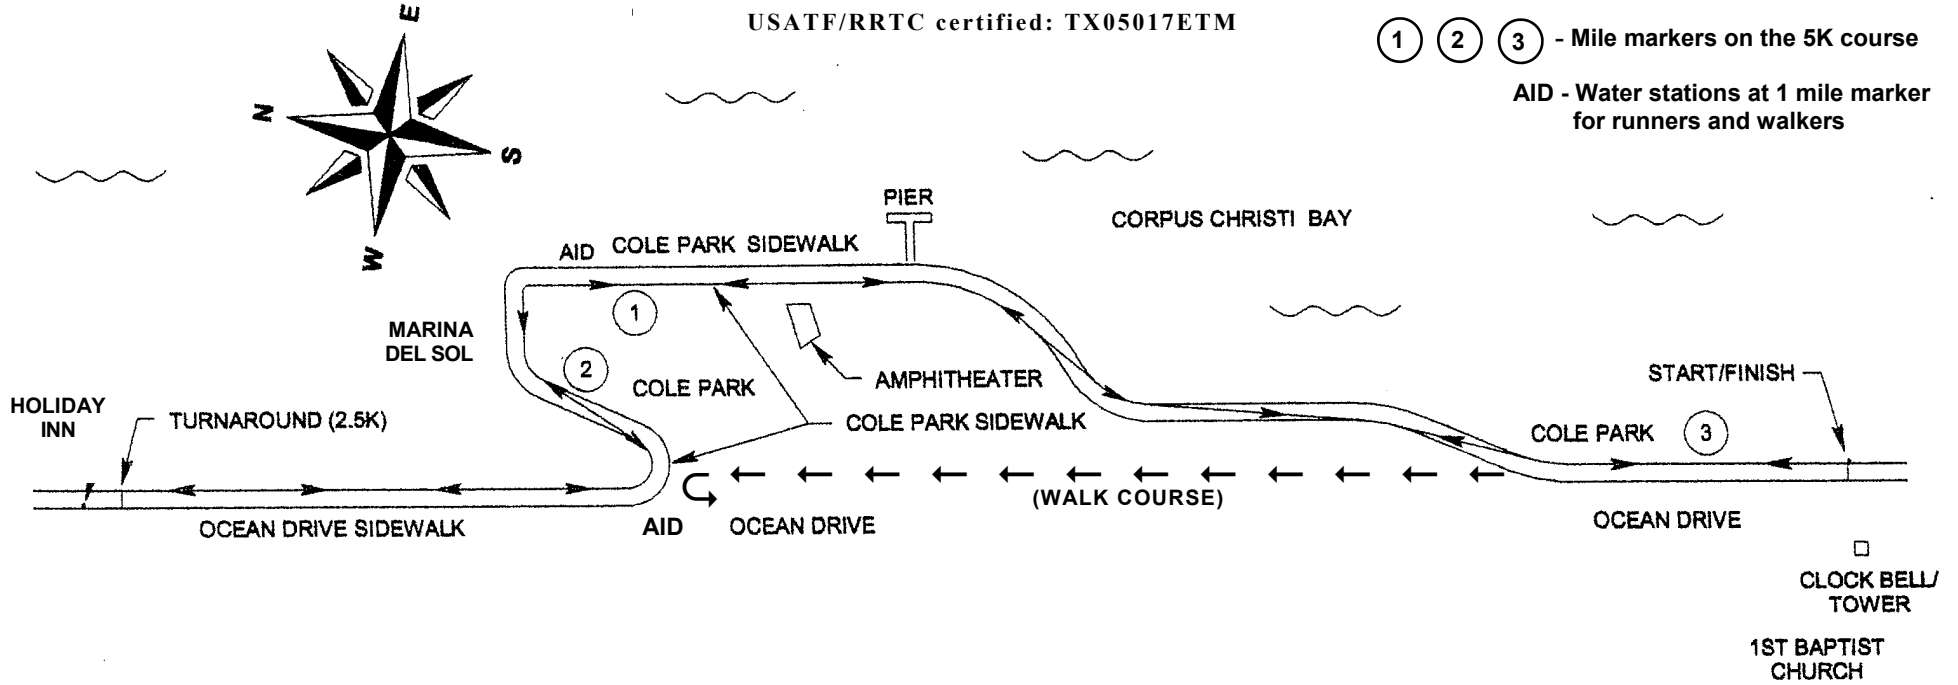 USATF/RRTC certified: TX05017ETM
1 2 3 - Mile markers on the 5K course
AID - Water stations at 1 mile marker
for runners and walkers
E
N
S
W
PIER
CORPUS CHRISTI BAY
AID COLE PARK SIDEWALK
1
MARINA
DEL SOL
2
COLE PARK
AMPHITHEATER
COLE PARK SIDEWALK
START/FINISH
HOLIDAY
INN
TURNAROUND (2.5K)
COLE PARK 3
(WALK COURSE)
OCEAN DRIVE SIDEWALK
AID
OCEAN DRIVE
OCEAN DRIVE
CLOCK BELL/
TOWER
1ST BAPTIST
CHURCH